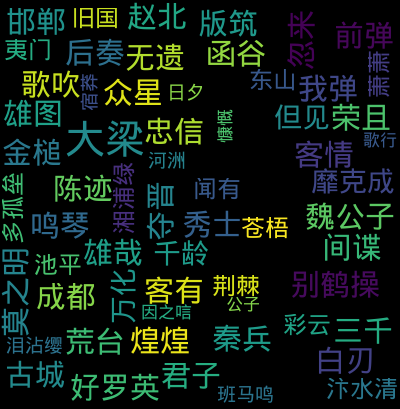 邯郸 旧国 赵北 版筑 忽来 前弹
夷门 后奏 无遗 函谷 萧萧
歌吹 宿莽 众星 日夕 东山 我弹
雄图 大梁 忠信 慷慨 但见 荣且 歌行
金槌 河洲 客情
多孤垒 陈迹 湘浦绿 夺晋 闻有 靡克成
鸣琴 秀士 苍梧 魏公子
莫之明 池平 雄哉 千龄 间谍
成都 万化 客有 荆棘 公子 别鹤操
泪沾缨 荒台 煌煌 因之唁 秦兵 彩云 三千
古城 好罗英 君子 班马鸣 白刃 汴水清